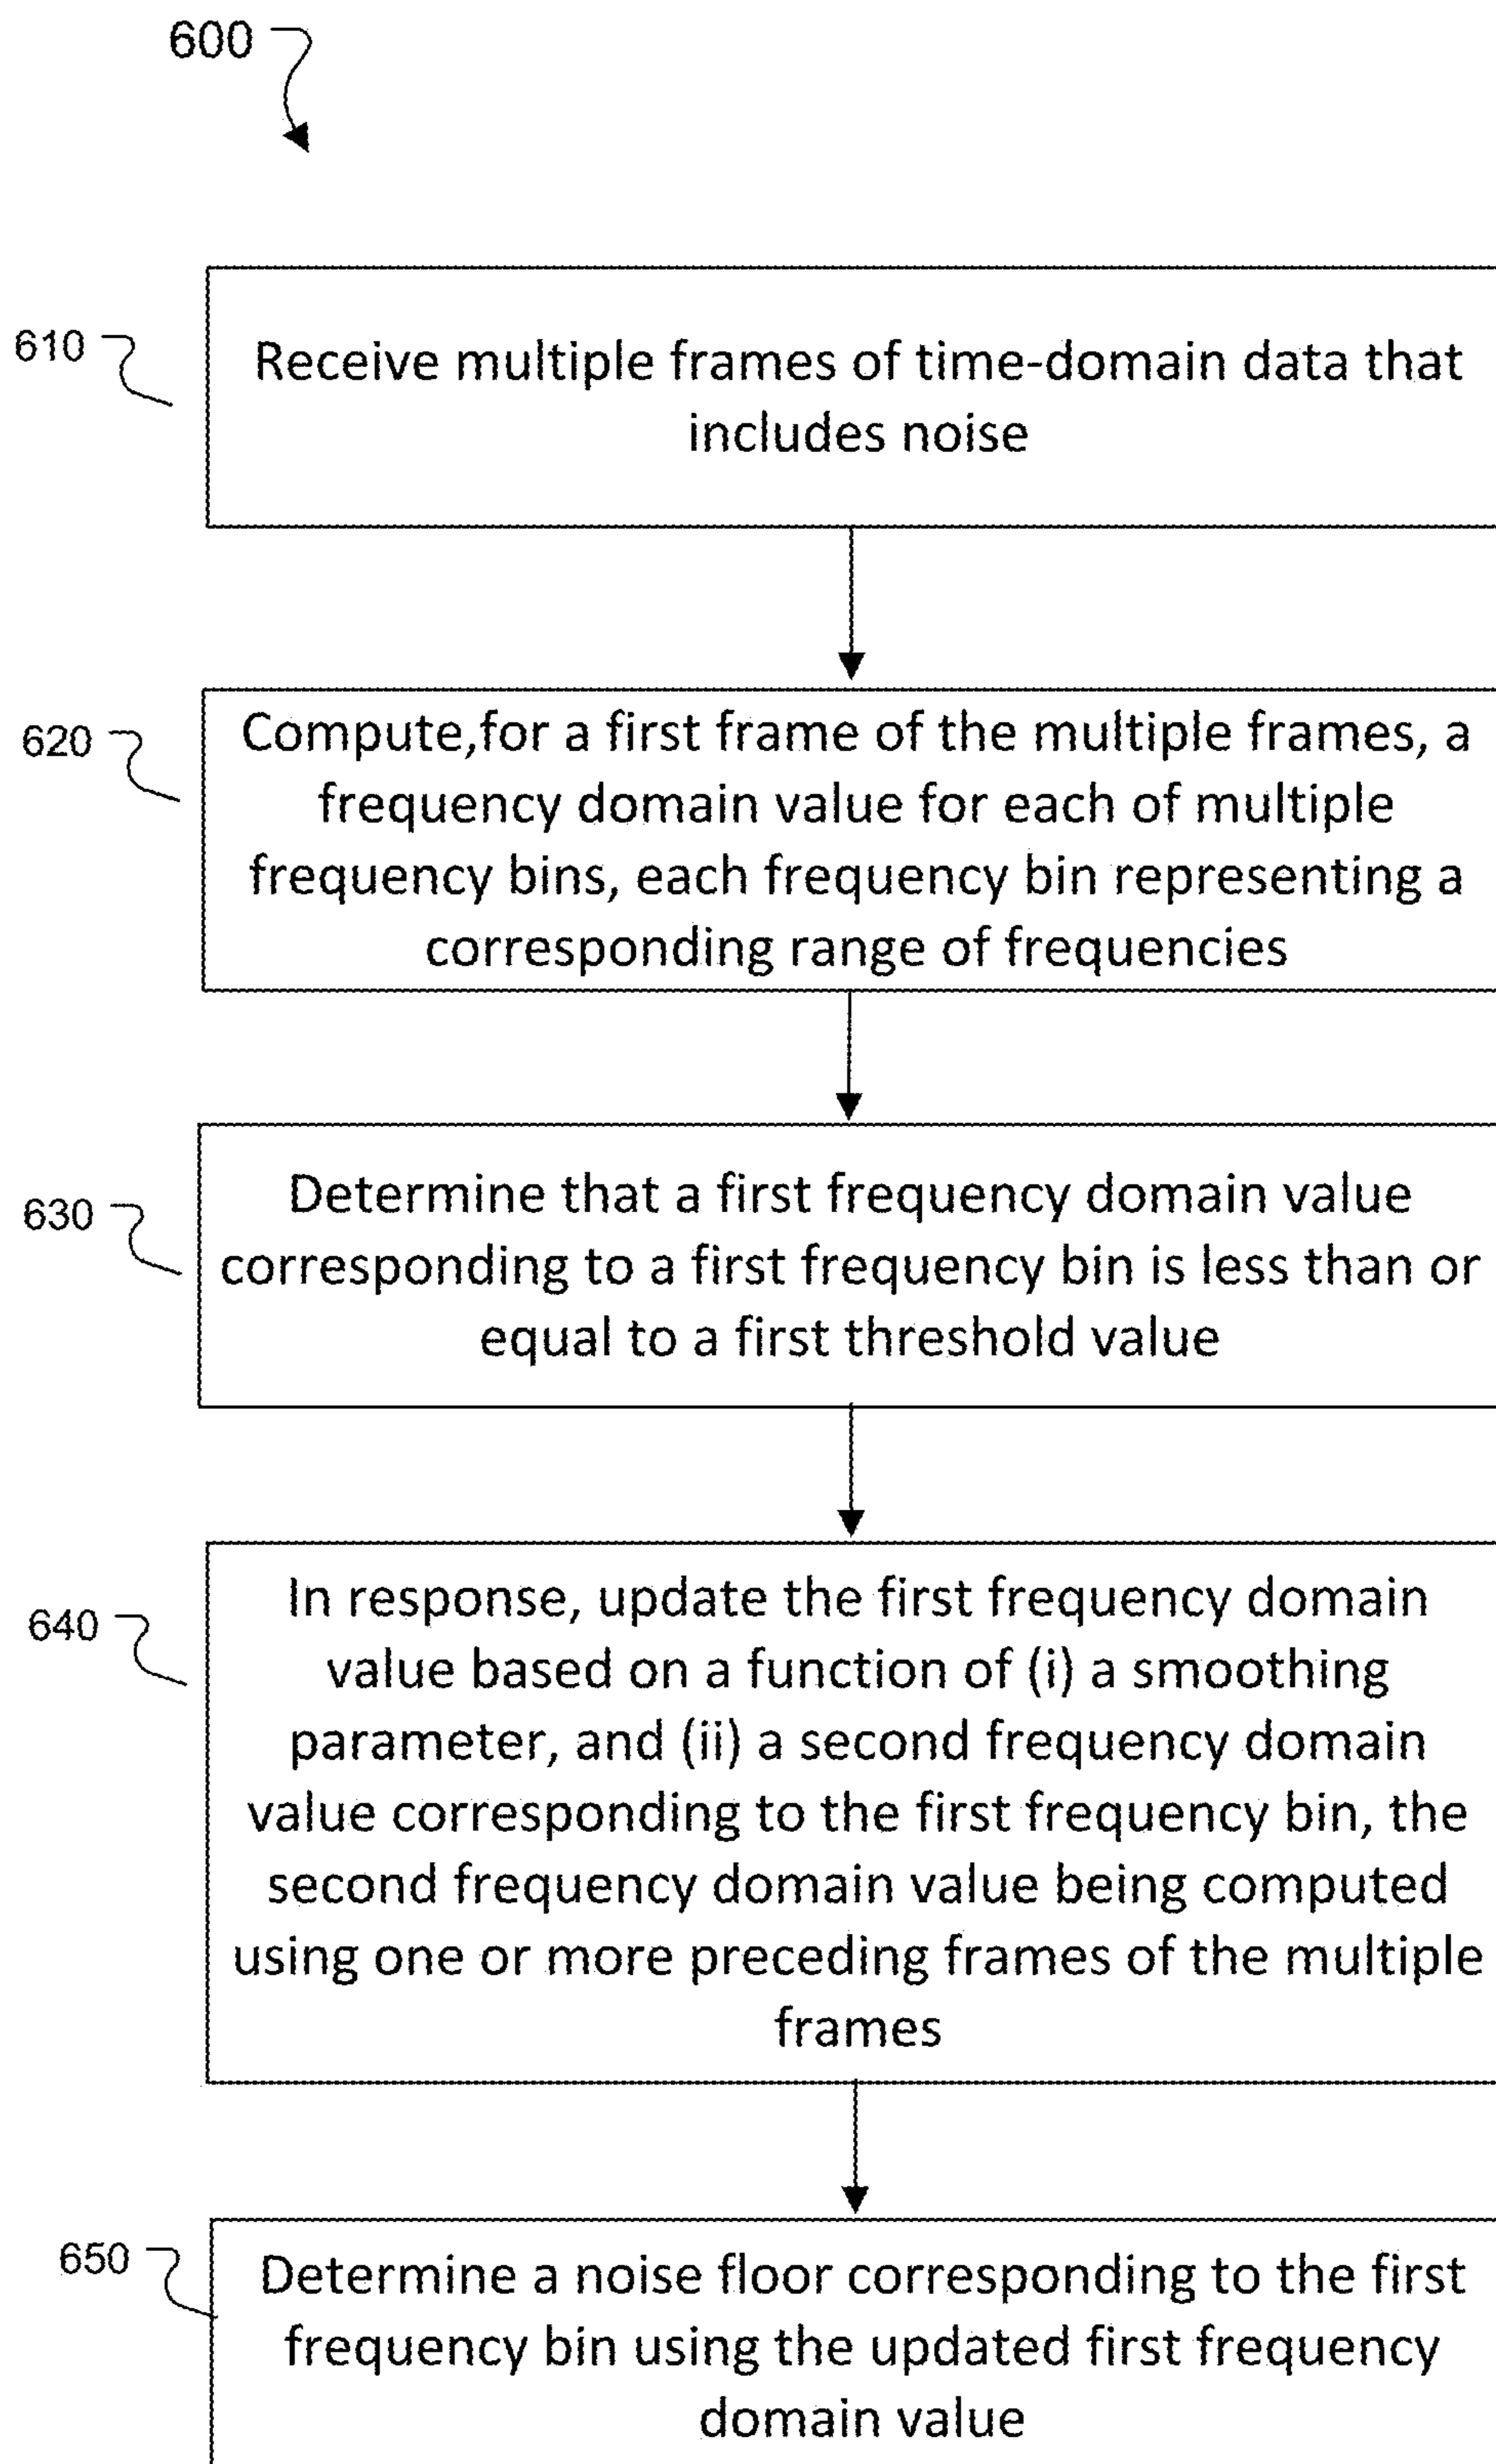 600
610
Receive multiple frames of time-domain data that
includes noise
620
Compute,for a first frame of the multiple frames, a
frequency domain value for each of multiple
frequency bins, each frequency bin representing a
corresponding range of frequencies
630
Determine that a first frequency domain value
corresponding to a first frequency bin is less than or
equal to a first threshold value
640
In response, update the first frequency domain
value based on a function of (i) a smoothing
parameter, and (ii) a second frequency domain
value corresponding to the first frequency bin, the
second frequency domain value being computed
using one or more preceding frames of the multiple
frames
650
Determine a noise floor corresponding to the first
frequency bin using the updated first frequency
domain value